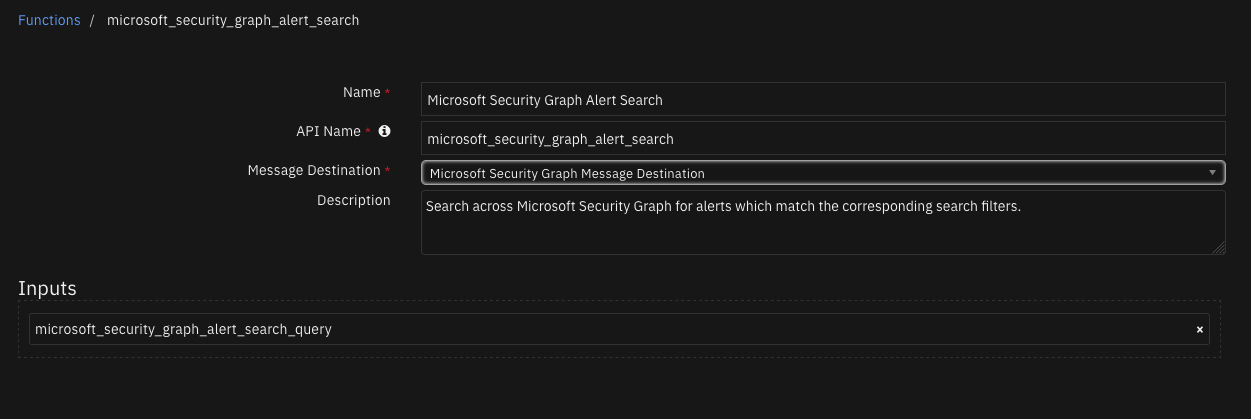 Functions / microsoft_security_graph_alert_search
Name *
Microsoft Security Graph Alert Search
API Name *
microsoft_security_graph_alert_search
Message Destination *
Microsoft Security Graph Message Destination
Description
Search across Microsoft Security Graph for alerts which match the corresponding search filters.
Inputs
microsoft_security_graph_alert_search_query ×